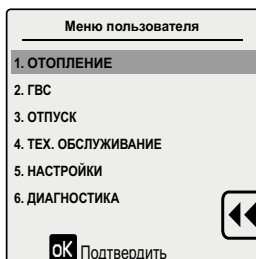 Меню пользователя
1. ОТОПЛЕНИЕ
2. ГВС
3. ОТПУСК
4. ТЕХ. ОБСЛУЖИВАНИЕ
5. НАСТРОЙКИ
6. ДИАГНОСТИКА
oK Подтвердить